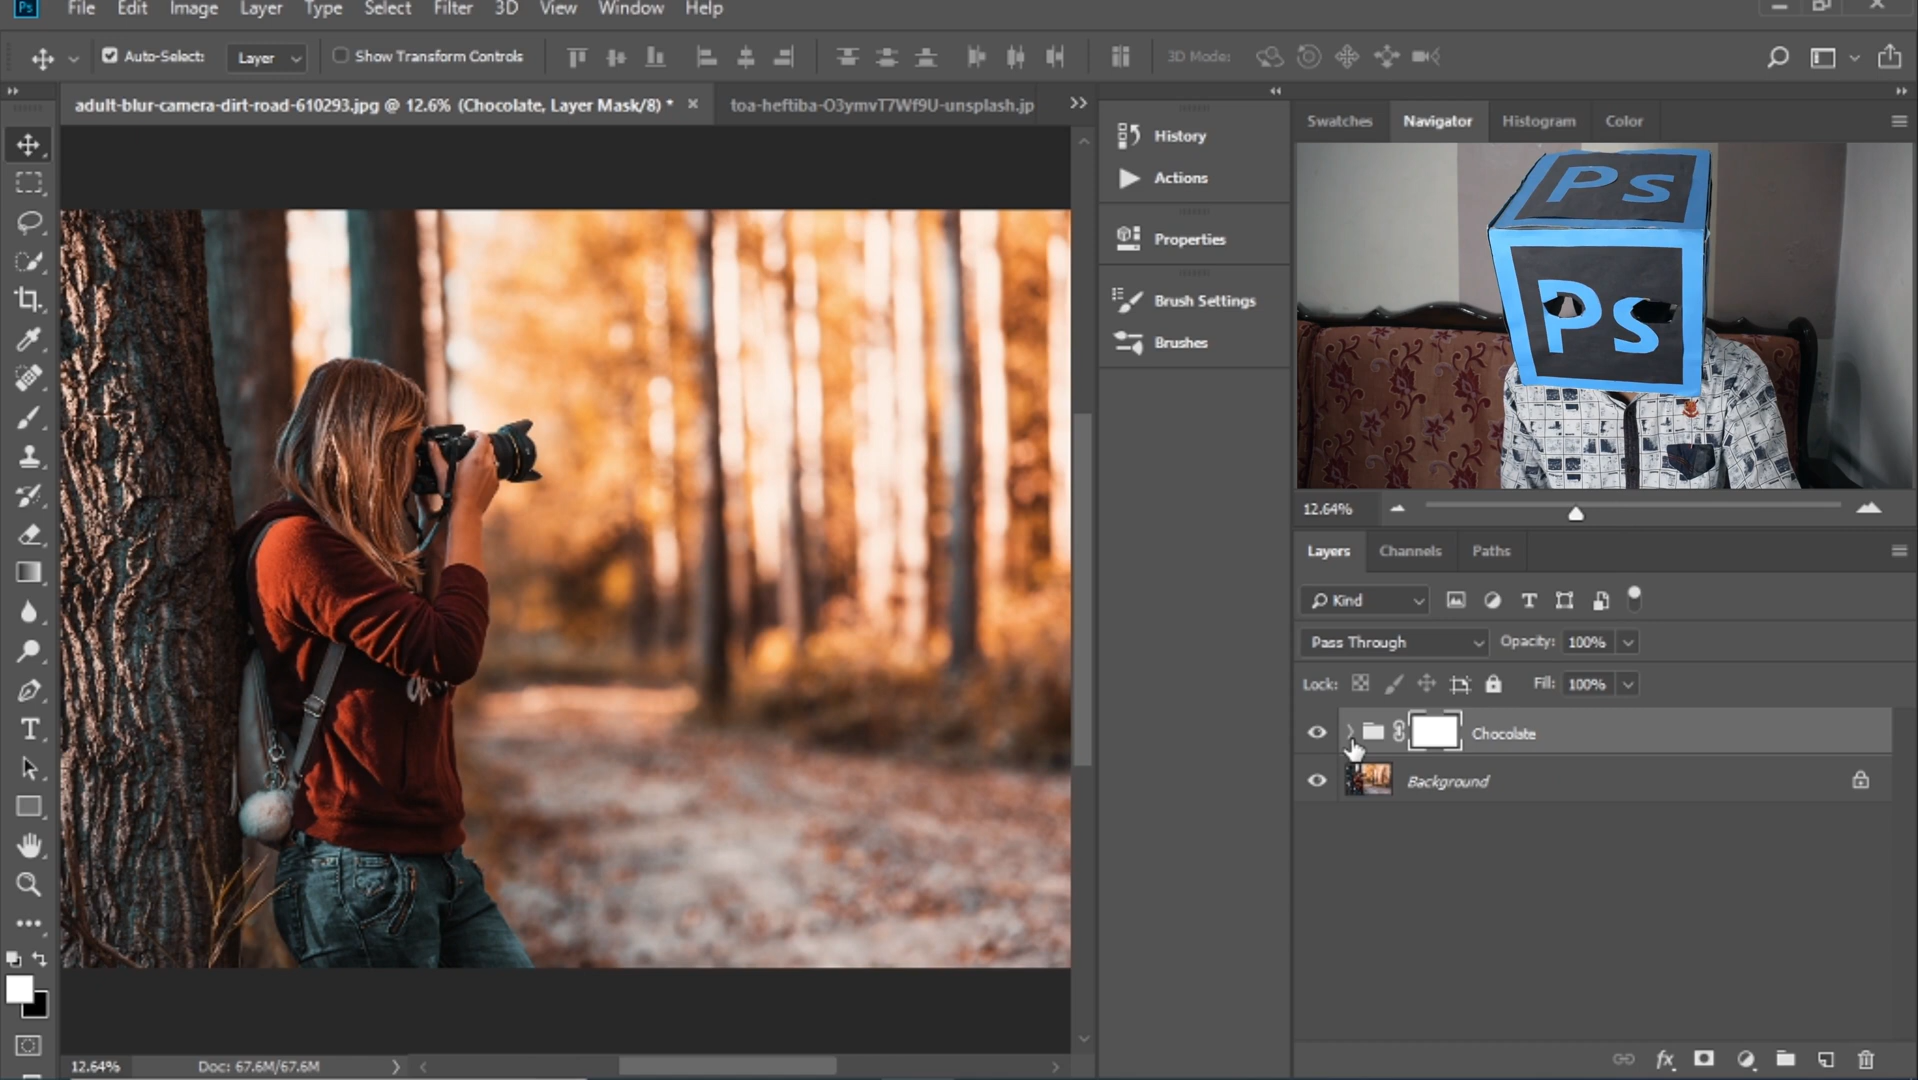 Ps File Edit Image Layer Type Select Filter 3D View Window Help
Auto-Select: Layer Show Transform Controls 3D Mode:
adult-blur-camera-dirt-road-610293.jpg @ 12.6% (Chocolate, Layer Mask/8) * × toa-heftiba-O3ymvT7Wf9U-unsplash.jp
History
Actions
Properties
Brush Settings
Brushes
Swatches Navigator Histogram Color
Ps
Ps
12.64%
Layers Channels Paths
Kind
Pass Through Opacity: 100%
Lock: Fill: 100%
Chocolate
Background
fx
T
12.64% Doc: 67.6M/67.6M